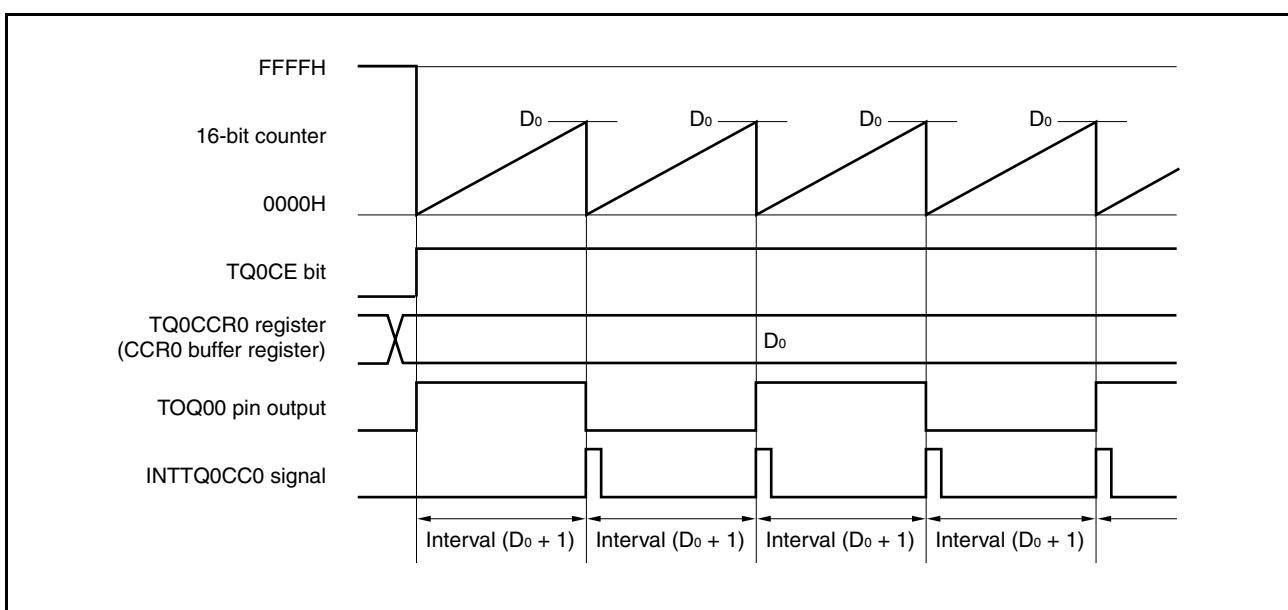 FFFFH
D0 D0 D0 D0
16-bit counter
0000H
TQ0CE bit
TQ0CCR0 register
(CCR0 buffer register)
D0
TOQ00 pin output
INTTQ0CC0 signal
Interval (D0 + 1) Interval (D0 + 1) Interval (D0 + 1) Interval (D0 + 1)